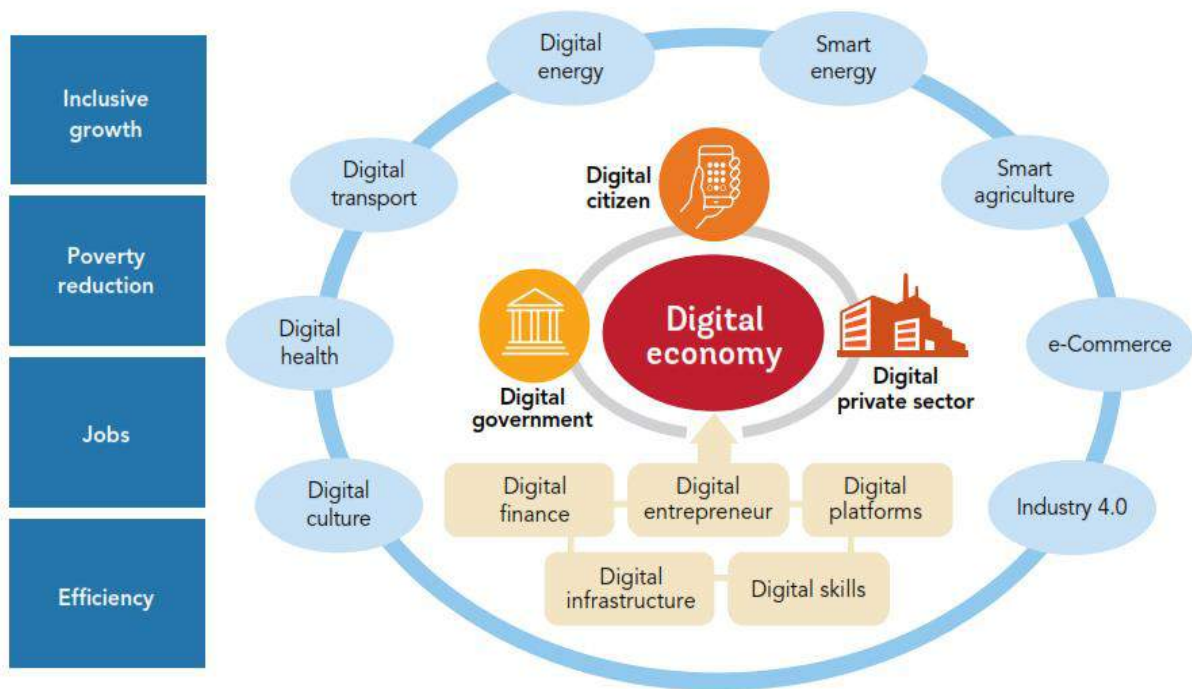 Inclusive
growth
Poverty
reduction
Jobs
Efficiency
Digital
energy
Smart
energy
Digital
transport
Smart
agriculture
Digital
health
e-Commerce
Digital
culture
Industry 4.0
Digital
citizen
Digital
government
Digital
economy
Digital
private sector
Digital
finance
Digital
entrepreneur
Digital
platforms
Digital
infrastructure
Digital skills